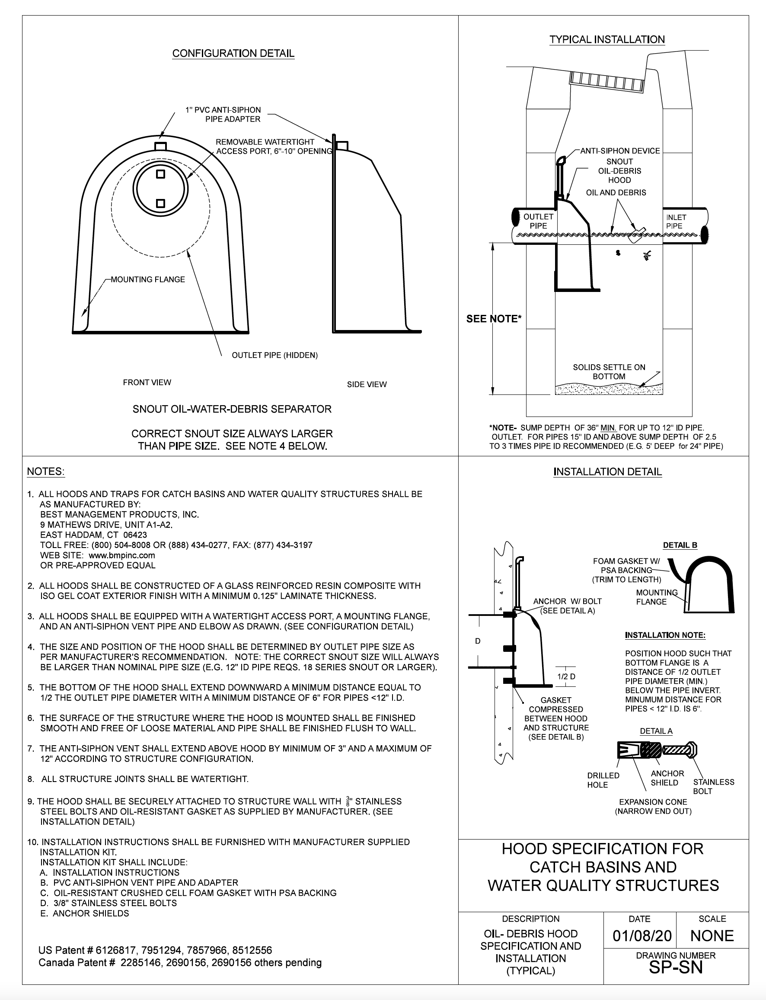 CONFIGURATION DETAIL
1" PVC ANTI-SIPHON
PIPE ADAPTER
REMOVABLE WATERTIGHT
ACCESS PORT, 6"-10" OPENING
MOUNTING FLANGE
OUTLET PIPE (HIDDEN)
FRONT VIEW
SIDE VIEW
SNOUT OIL-WATER-DEBRIS SEPARATOR
CORRECT SNOUT SIZE ALWAYS LARGER
THAN PIPE SIZE. SEE NOTE 4 BELOW.
TYPICAL INSTALLATION
ANTI-SIPHON DEVICE
SNOUT
OIL-DEBRIS
HOOD
OIL AND DEBRIS
OUTLET
PIPE
INLET
PIPE
SEE NOTE*
SOLIDS SETTLE ON
BOTTOM
*NOTE- SUMP DEPTH OF 36" MIN. FOR UP TO 12" ID PIPE.
OUTLET. FOR PIPES 15" ID AND ABOVE SUMP DEPTH OF 2.5
TO 3 TIMES PIPE ID RECOMMENDED (E.G. 5' DEEP for 24" PIPE)
NOTES:
1. ALL HOODS AND TRAPS FOR CATCH BASINS AND WATER QUALITY STRUCTURES SHALL BE
AS MANUFACTURED BY:
BEST MANAGEMENT PRODUCTS, INC.
9 MATHEWS DRIVE, UNIT A1-A2.
EAST HADDAM, CT 06423
TOLL FREE: (800) 504-8008 OR (888) 434-0277, FAX: (877) 434-3197
WEB SITE: www.bmpinc.com
OR PRE-APPROVED EQUAL
2. ALL HOODS SHALL BE CONSTRUCTED OF A GLASS REINFORCED RESIN COMPOSITE WITH
ISO GEL COAT EXTERIOR FINISH WITH A MINIMUM 0.125" LAMINATE THICKNESS.
3. ALL HOODS SHALL BE EQUIPPED WITH A WATERTIGHT ACCESS PORT, A MOUNTING FLANGE,
AND AN ANTI-SIPHON VENT PIPE AND ELBOW AS DRAWN. (SEE CONFIGURATION DETAIL)
4. THE SIZE AND POSITION OF THE HOOD SHALL BE DETERMINED BY OUTLET PIPE SIZE AS
PER MANUFACTURER'S RECOMMENDATION. NOTE: THE CORRECT SNOUT SIZE WILL ALWAYS
BE LARGER THAN NOMINAL PIPE SIZE (E.G. 12" ID PIPE REQS. 18 SERIES SNOUT OR LARGER).
5. THE BOTTOM OF THE HOOD SHALL EXTEND DOWNWARD A MINIMUM DISTANCE EQUAL TO
1/2 THE OUTLET PIPE DIAMETER WITH A MINIMUM DISTANCE OF 6" FOR PIPES <12" I.D.
6. THE SURFACE OF THE STRUCTURE WHERE THE HOOD IS MOUNTED SHALL BE FINISHED
SMOOTH AND FREE OF LOOSE MATERIAL AND PIPE SHALL BE FINISHED FLUSH TO WALL.
7. THE ANTI-SIPHON VENT SHALL EXTEND ABOVE HOOD BY MINIMUM OF 3" AND A MAXIMUM OF
12" ACCORDING TO STRUCTURE CONFIGURATION.
8. ALL STRUCTURE JOINTS SHALL BE WATERTIGHT.
9. THE HOOD SHALL BE SECURELY ATTACHED TO STRUCTURE WALL WITH 3/8" STAINLESS
STEEL BOLTS AND OIL-RESISTANT GASKET AS SUPPLIED BY MANUFACTURER. (SEE
INSTALLATION DETAIL)
10. INSTALLATION INSTRUCTIONS SHALL BE FURNISHED WITH MANUFACTURER SUPPLIED
INSTALLATION KIT.
INSTALLATION KIT SHALL INCLUDE:
A. INSTALLATION INSTRUCTIONS
B. PVC ANTI-SIPHON VENT PIPE AND ADAPTER
C. OIL-RESISTANT CRUSHED CELL FOAM GASKET WITH PSA BACKING
D. 3/8" STAINLESS STEEL BOLTS
E. ANCHOR SHIELDS
US Patent # 6126817, 7951294, 7857966, 8512556
Canada Patent # 2285146, 2690156, 2690156 others pending
INSTALLATION DETAIL
DETAIL B
FOAM GASKET W/
PSA BACKING
(TRIM TO LENGTH)
MOUNTING
FLANGE
ANCHOR W/ BOLT
(SEE DETAIL A)
D
1/2 D
GASKET
COMPRESSED
BETWEEN HOOD
AND STRUCTURE
(SEE DETAIL B)
INSTALLATION NOTE:
POSITION HOOD SUCH THAT
BOTTOM FLANGE IS A
DISTANCE OF 1/2 OUTLET
PIPE DIAMETER (MIN.)
BELOW THE PIPE INVERT.
MINUMUM DISTANCE FOR
PIPES < 12" I.D. IS 6".
DETAIL A
DRILLED
HOLE
ANCHOR
SHIELD
STAINLESS
BOLT
EXPANSION CONE
(NARROW END OUT)
HOOD SPECIFICATION FOR
CATCH BASINS AND
WATER QUALITY STRUCTURES
DESCRIPTION
OIL- DEBRIS HOOD
SPECIFICATION AND
INSTALLATION
(TYPICAL)
DATE
01/08/20
SCALE
NONE
DRAWING NUMBER
SP-SN